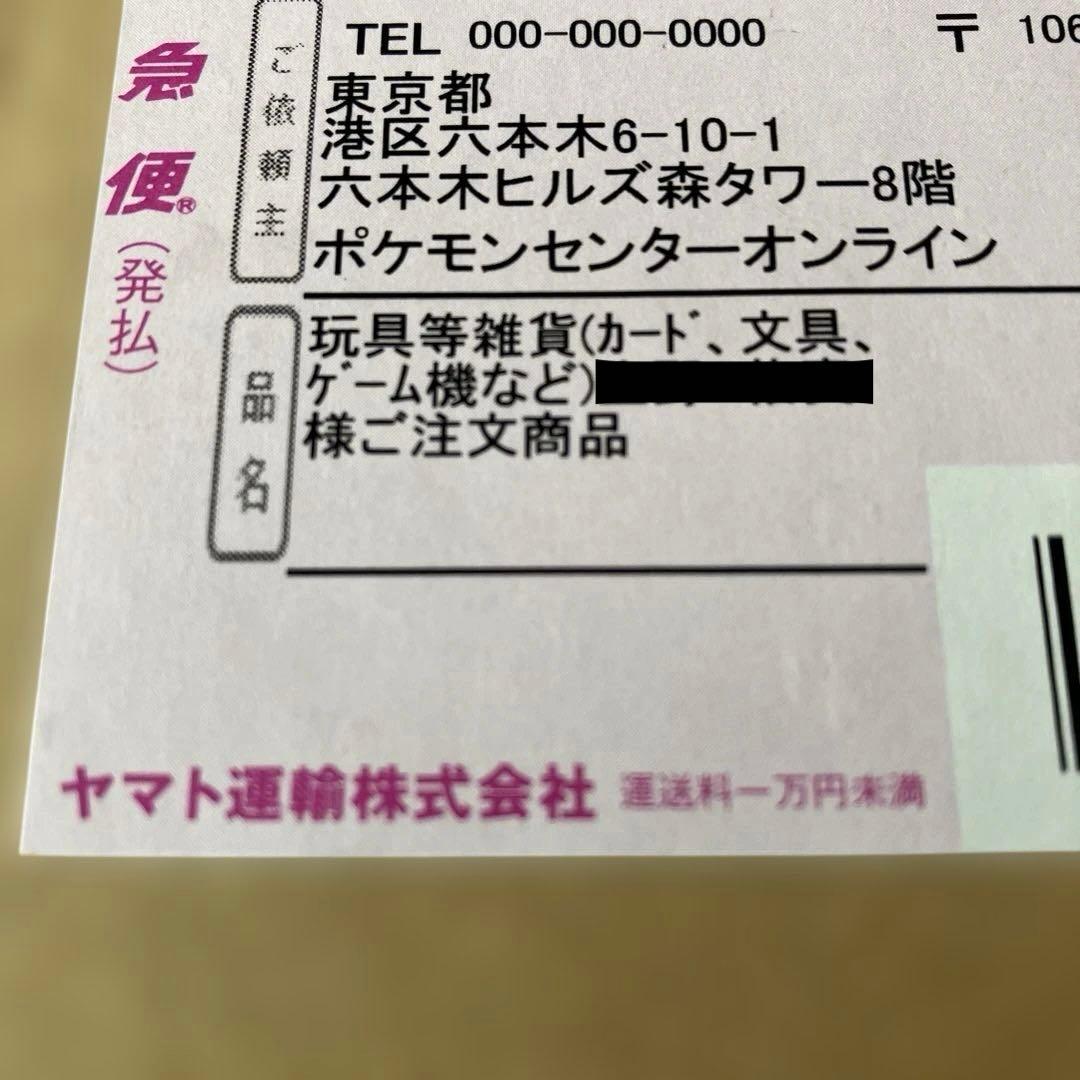 急便®
(発払)
ご依頼主
TEL 000-000-0000 〒 106
東京都
港区六本木6-10-1
六本木ヒルズ森タワー8階
ポケモンセンターオンライン
品名
玩具等雑貨(ｶｰﾄﾞ、文具、
ｹﾞｰﾑ機など)
様ご注文商品
ヤマト運輸株式会社 運送料一万円未満